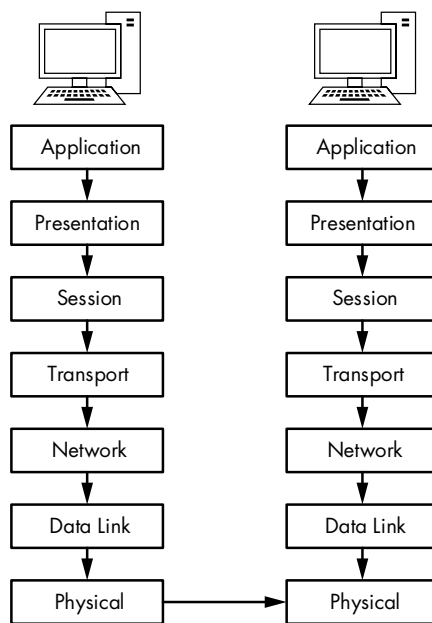 Application
Presentation
Session
Transport
Network
Data Link
Physical
Application
Presentation
Session
Transport
Network
Data Link
Physical